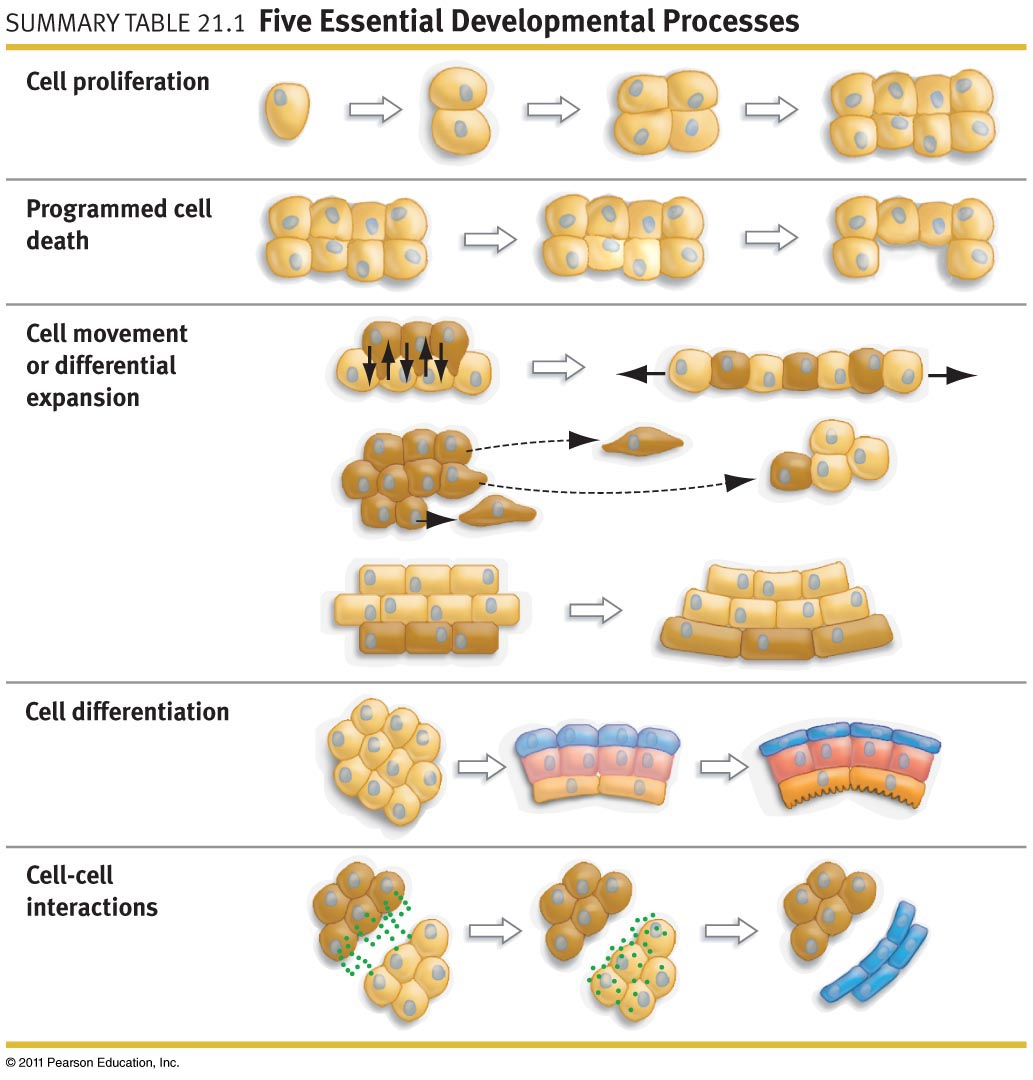 SUMMARY TABLE 21.1 Five Essential Developmental Processes
Cell proliferation
Programmed cell
death
Cell movement
or differential
expansion
Cell differentiation
Cell-cell
interactions
© 2011 Pearson Education, Inc.